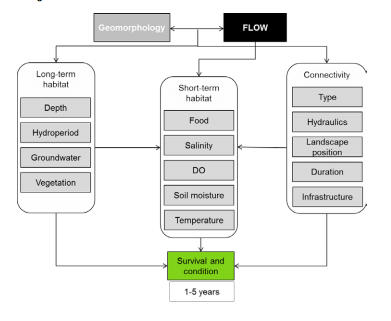 Geomorphology
FLOW
Long-term
habitat
Depth
Hydroperiod
Groundwater
Vegetation
Short-term
habitat
Food
Salinity
DO
Soil moisture
Temperature
Connectivity
Type
Hydraulics
Landscape
position
Duration
Infrastructure
Survival and
condition
1-5 years